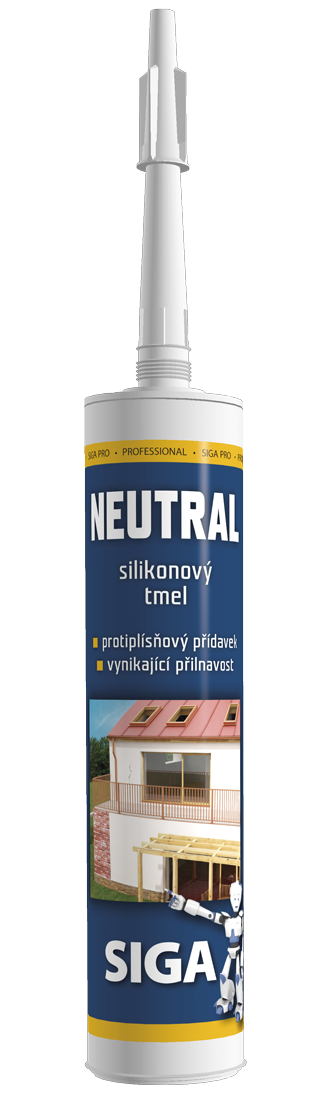 SIGA PRO • PROFESSIONAL • SIGA PRO •
NEUTRAL
silikonový
tmel
protiplísňový přídavek
vynikající přilnavost
SIGA